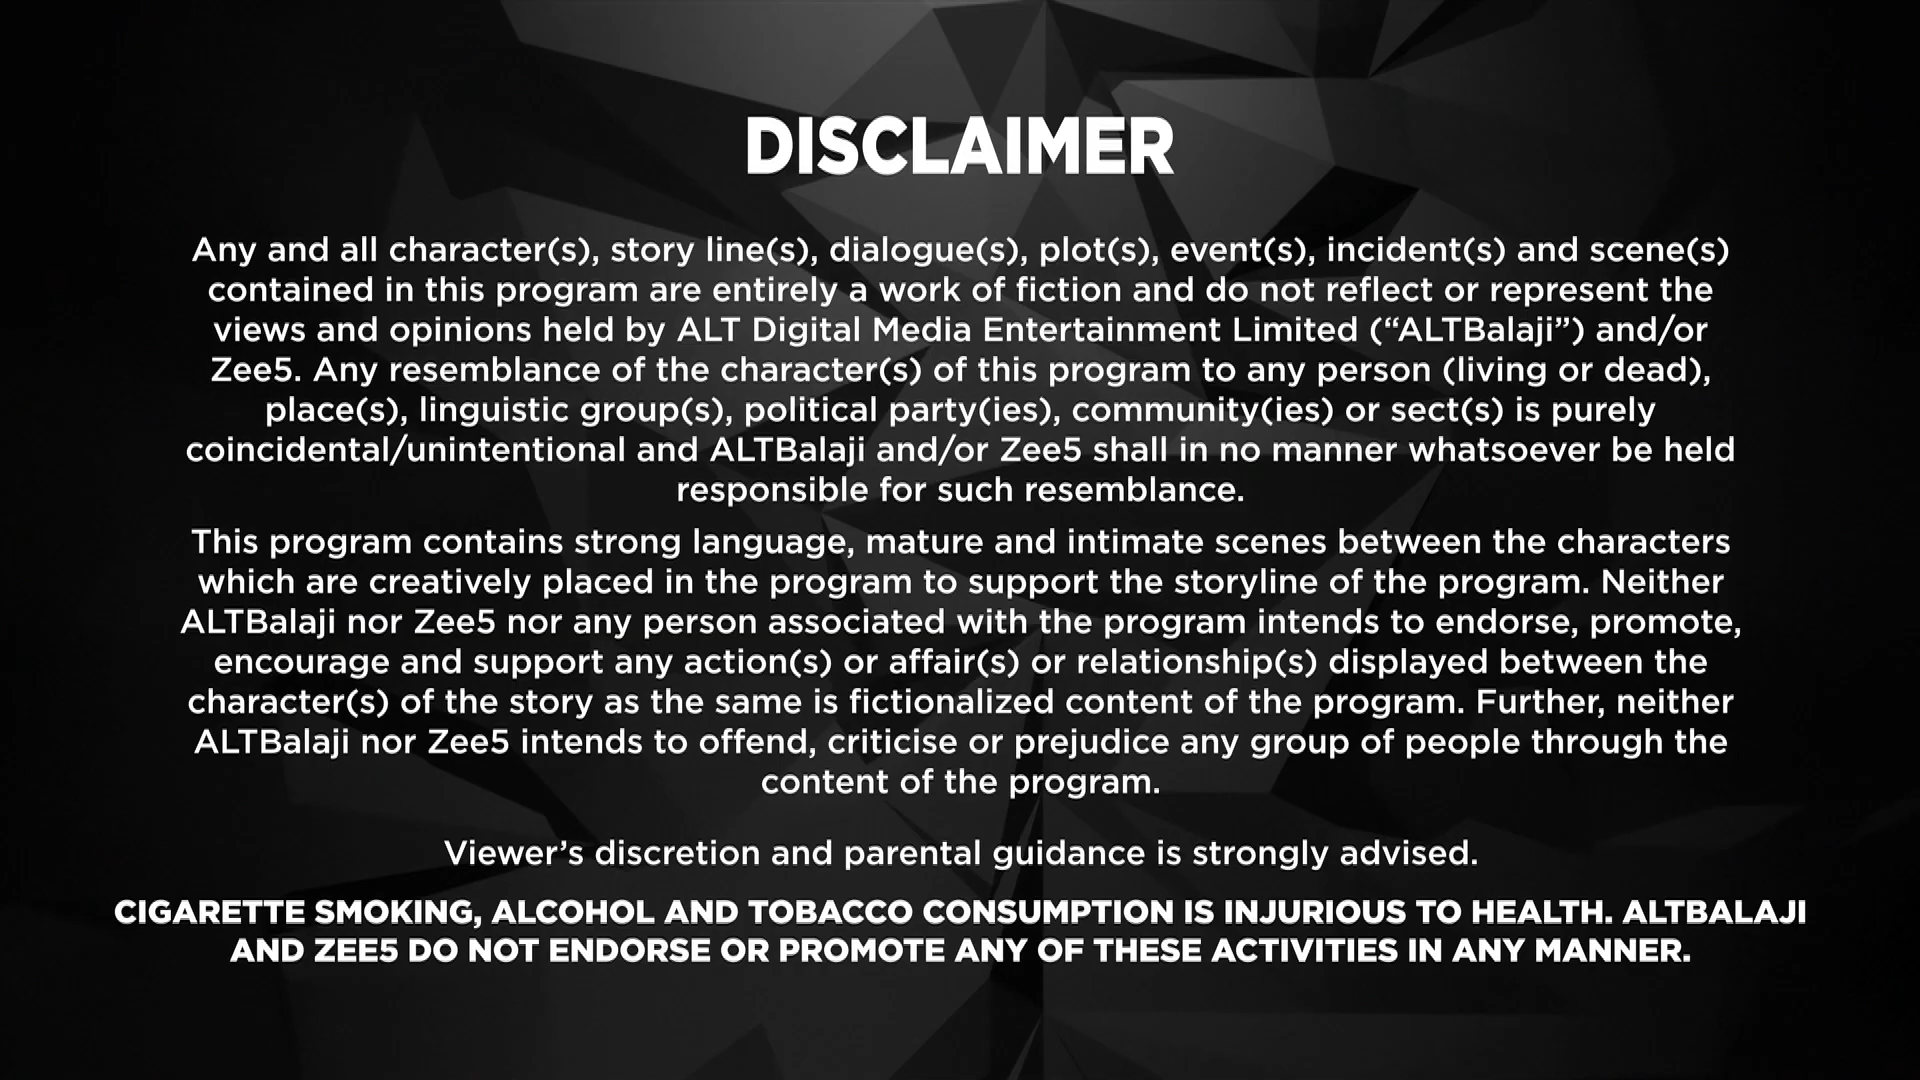 DISCLAIMER
Any and all character(s), story line(s), dialogue(s), plot(s), event(s), incident(s) and scene(s)
contained in this program are entirely a work of fiction and do not reflect or represent the
views and opinions held by ALT Digital Media Entertainment Limited (“ALTBalaji”) and/or
Zee5. Any resemblance of the character(s) of this program to any person (living or dead),
place(s), linguistic group(s), political party(ies), community(ies) or sect(s) is purely
coincidental/unintentional and ALTBalaji and/or Zee5 shall in no manner whatsoever be held
responsible for such resemblance.
This program contains strong language, mature and intimate scenes between the characters
which are creatively placed in the program to support the storyline of the program. Neither
ALTBalaji nor Zee5 nor any person associated with the program intends to endorse, promote,
encourage and support any action(s) or affair(s) or relationship(s) displayed between the
character(s) of the story as the same is fictionalized content of the program. Further, neither
ALTBalaji nor Zee5 intends to offend, criticise or prejudice any group of people through the
content of the program.
Viewer’s discretion and parental guidance is strongly advised.
CIGARETTE SMOKING, ALCOHOL AND TOBACCO CONSUMPTION IS INJURIOUS TO HEALTH. ALTBALAJI
AND ZEE5 DO NOT ENDORSE OR PROMOTE ANY OF THESE ACTIVITIES IN ANY MANNER.